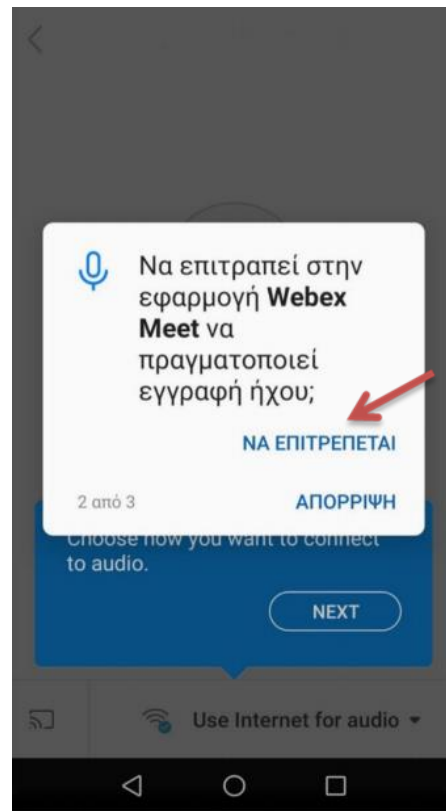 Να επιτραπεί στην
εφαρμογή Webex
Meet να
πραγματοποιεί
εγγραφή ήχου;
ΝΑ ΕΠΙΤΡΕΠΕΤΑΙ
2 από 3
ΑΠΟΡΡΙΨΗ
Choose how you want to connect
to audio.
NEXT
Use Internet for audio